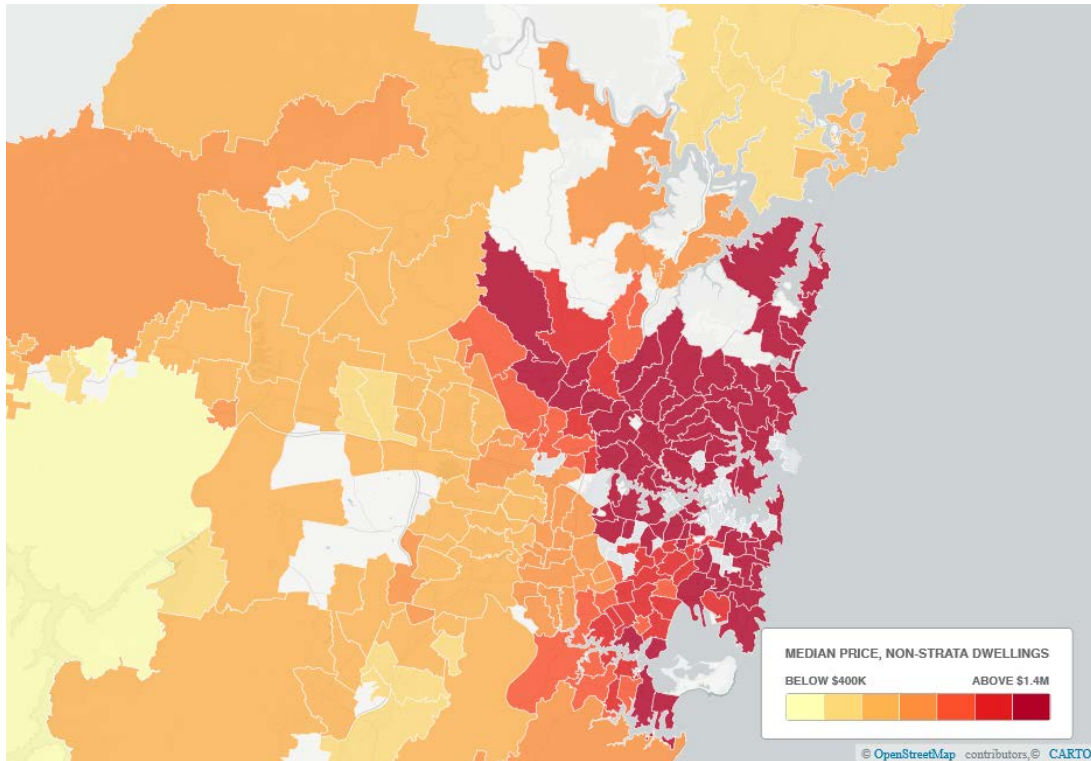 MEDIAN PRICE, NON-STRATA DWELLINGS
BELOW $400K ABOVE $1.4M
© OpenStreetMap contributors,© CARTO